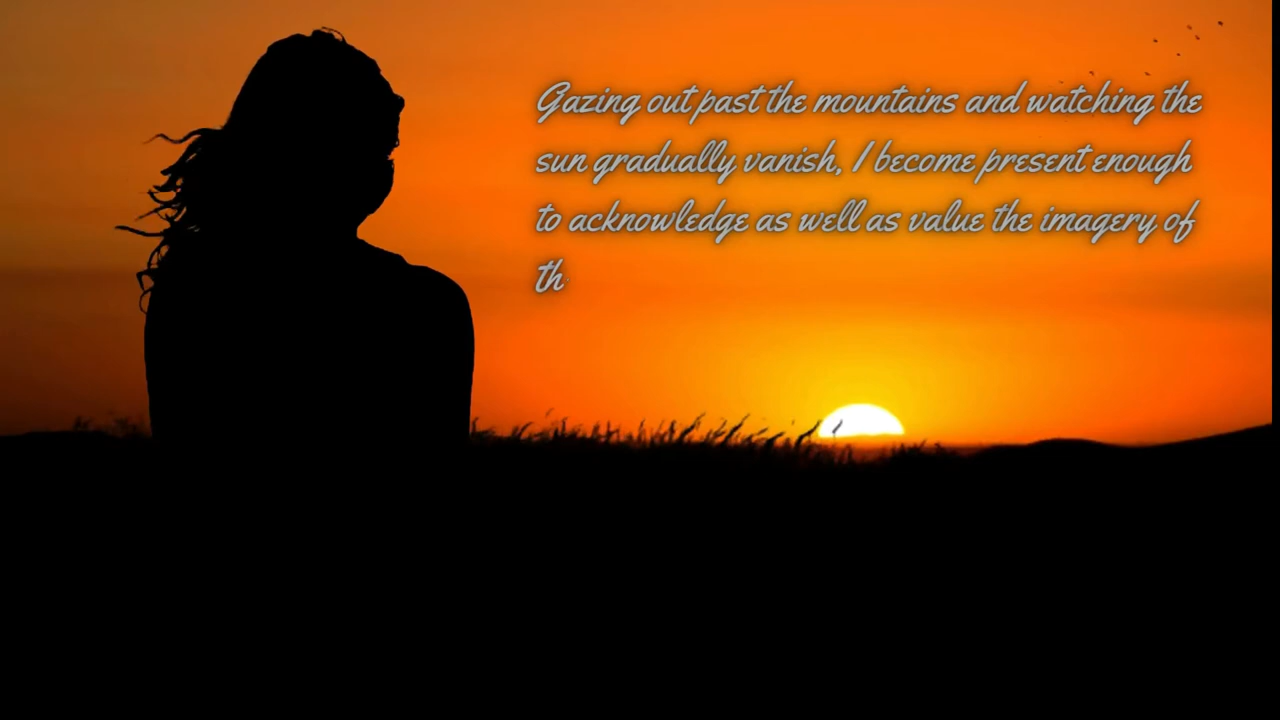 Gazing out past the mountains and watching the
sun gradually vanish, I become present enough
to acknowledge as well as value the imagery of
th